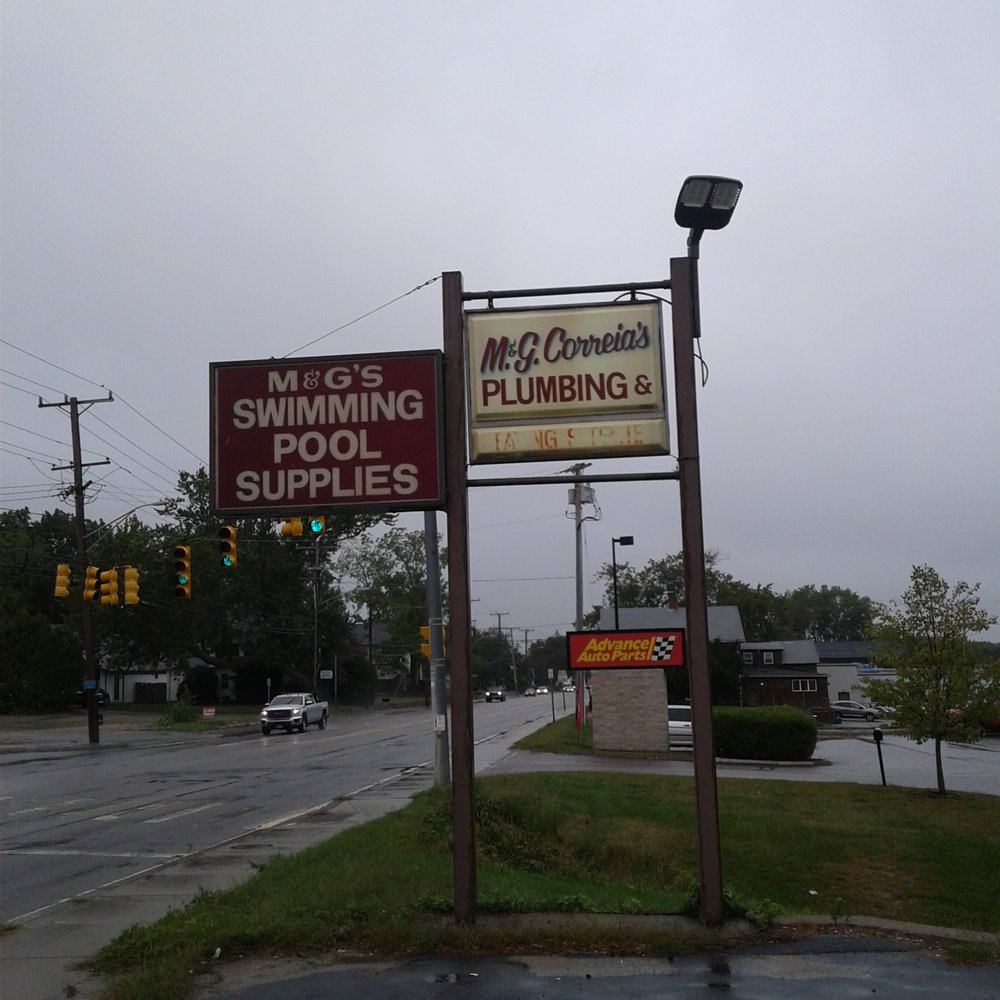 M&G'S
SWIMMING
POOL
SUPPLIES
M.&G. Correia's
PLUMBING &
Advance
Auto Parts